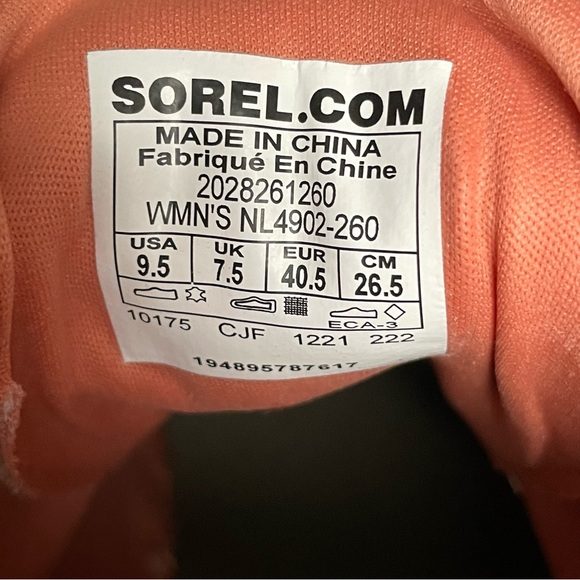 SOREL.COM
MADE IN CHINA
Fabriqué En Chine
2028261260
WMN'S NL4902-260
USA UK EUR CM
9.5 7.5 40.5 26.5
ECA-3
10175 CJF 1221 222
194895787617